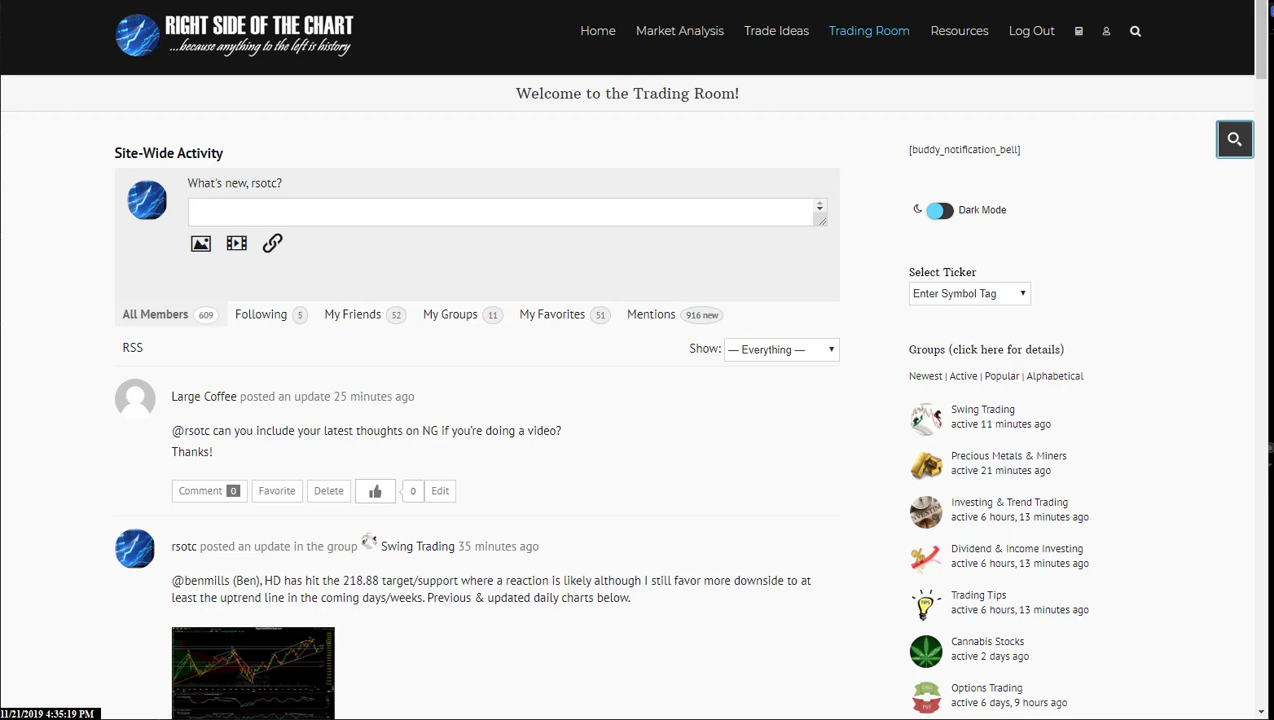 RIGHT SIDE OF THE CHART
...because anything to the left is history
Home Market Analysis Trade Ideas Trading Room Resources Log Out
Welcome to the Trading Room!
Site-Wide Activity
What's new, rsotc?
All Members 609 Following 5 My Friends 52 My Groups 11 My Favorites 51 Mentions 916 new
RSS
Show: — Everything —
Large Coffee posted an update 25 minutes ago
@rsotc can you include your latest thoughts on NG if you're doing a video?
Thanks!
Comment 0 Favorite Delete 0 Edit
rsotc posted an update in the group Swing Trading 35 minutes ago
@benmills (Ben), HD has hit the 218.88 target/support where a reaction is likely although I still favor more downside to at
least the uptrend line in the coming days/weeks. Previous & updated daily charts below.
[buddy_notification_bell]
Dark Mode
Select Ticker
Enter Symbol Tag
Groups (click here for details)
Newest | Active | Popular | Alphabetical
Swing Trading
active 11 minutes ago
Precious Metals & Miners
active 21 minutes ago
Investing & Trend Trading
active 6 hours, 13 minutes ago
Dividend & Income Investing
active 6 hours, 13 minutes ago
Trading Tips
active 6 hours, 13 minutes ago
Cannabis Stocks
active 2 days ago
Options Trading
active 6 days, 9 hours ago
11/21/2019 4:35:19 PM